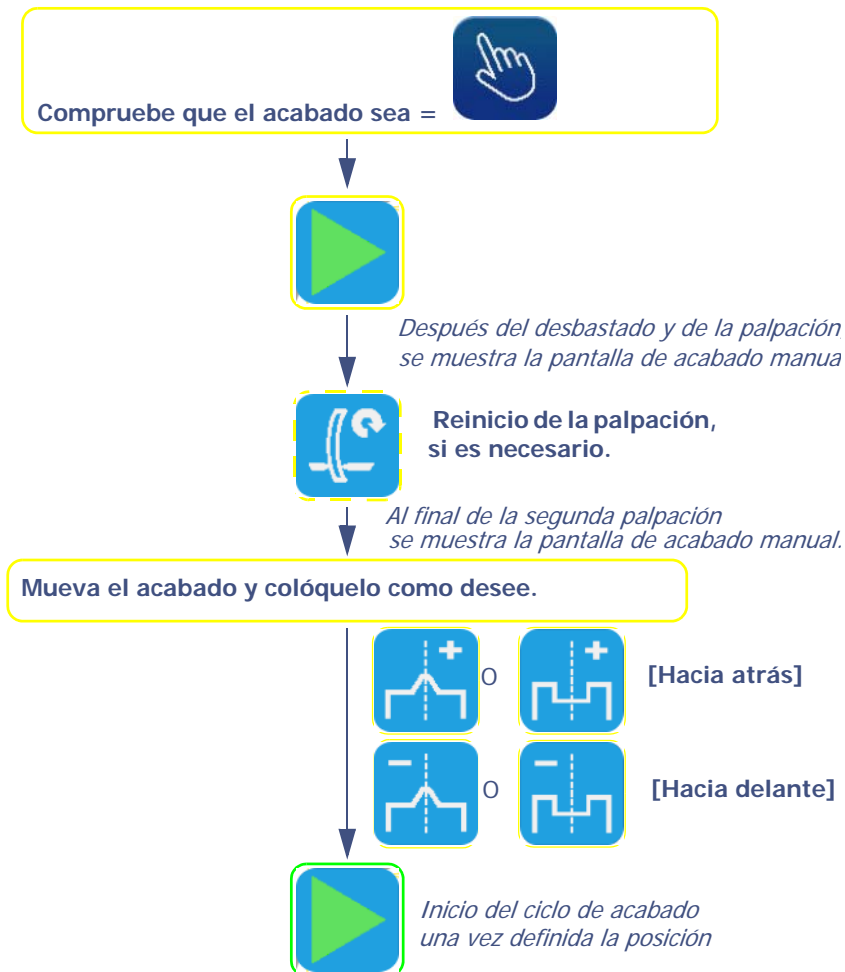 Compruebe que el acabado sea =
Después del desbastado y de la palpación,
se muestra la pantalla de acabado manua
Reinicio de la palpación,
si es necesario.
Al final de la segunda palpación
se muestra la pantalla de acabado manual.
Mueva el acabado y colóquelo como desee.
O
[Hacia atrás]
O
[Hacia delante]
Inicio del ciclo de acabado
una vez definida la posición